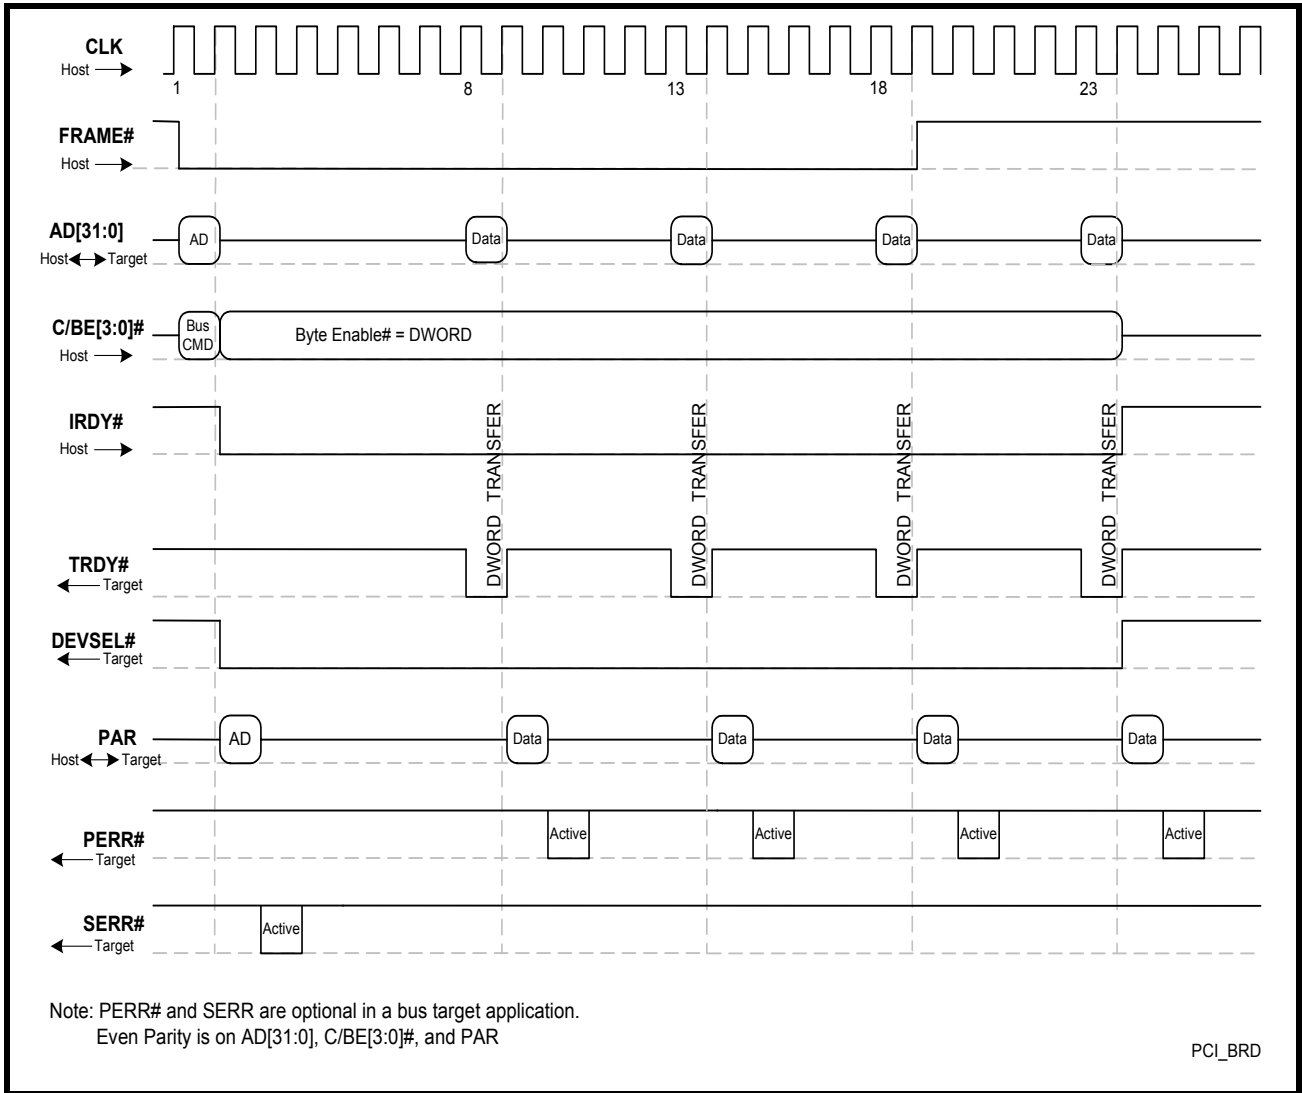 CLK
Host
1 8 13 18 23
FRAME#
Host
AD[31:0]
Host Target
AD Data Data Data Data
C/BE[3:0]#
Host
Bus
CMD
Byte Enable# = DWORD
IRDY#
Host
DWORD TRANSFER
DWORD TRANSFER
DWORD TRANSFER
DWORD TRANSFER
TRDY#
Target
DEVSEL#
Target
PAR
Host Target
AD Data Data Data Data
PERR#
Target
Active Active Active Active
SERR#
Target
Active
Note: PERR# and SERR are optional in a bus target application.
Even Parity is on AD[31:0], C/BE[3:0]#, and PAR
PCI_BRD